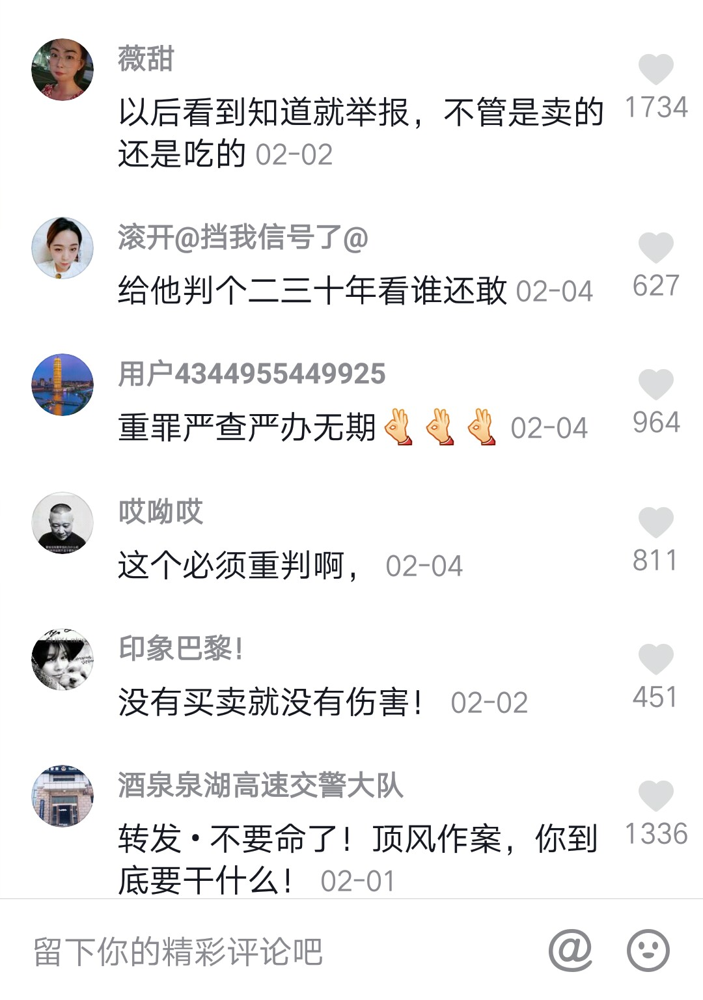 薇甜
以后看到知道就举报，不管是卖的
1734
还是吃的 02-02
滚开@挡我信号了@
给他判个二三十年看谁还敢 02-04
627
用户4344955449925
重罪严查严办无期👌👌👌 02-04
964
哎呦哎
这个必须重判啊， 02-04
811
印象巴黎!
没有买卖就没有伤害！ 02-02
451
酒泉泉湖高速交警大队
转发·不要命了！顶风作案，你到
1336
底要干什么！ 02-01
留下你的精彩评论吧
@